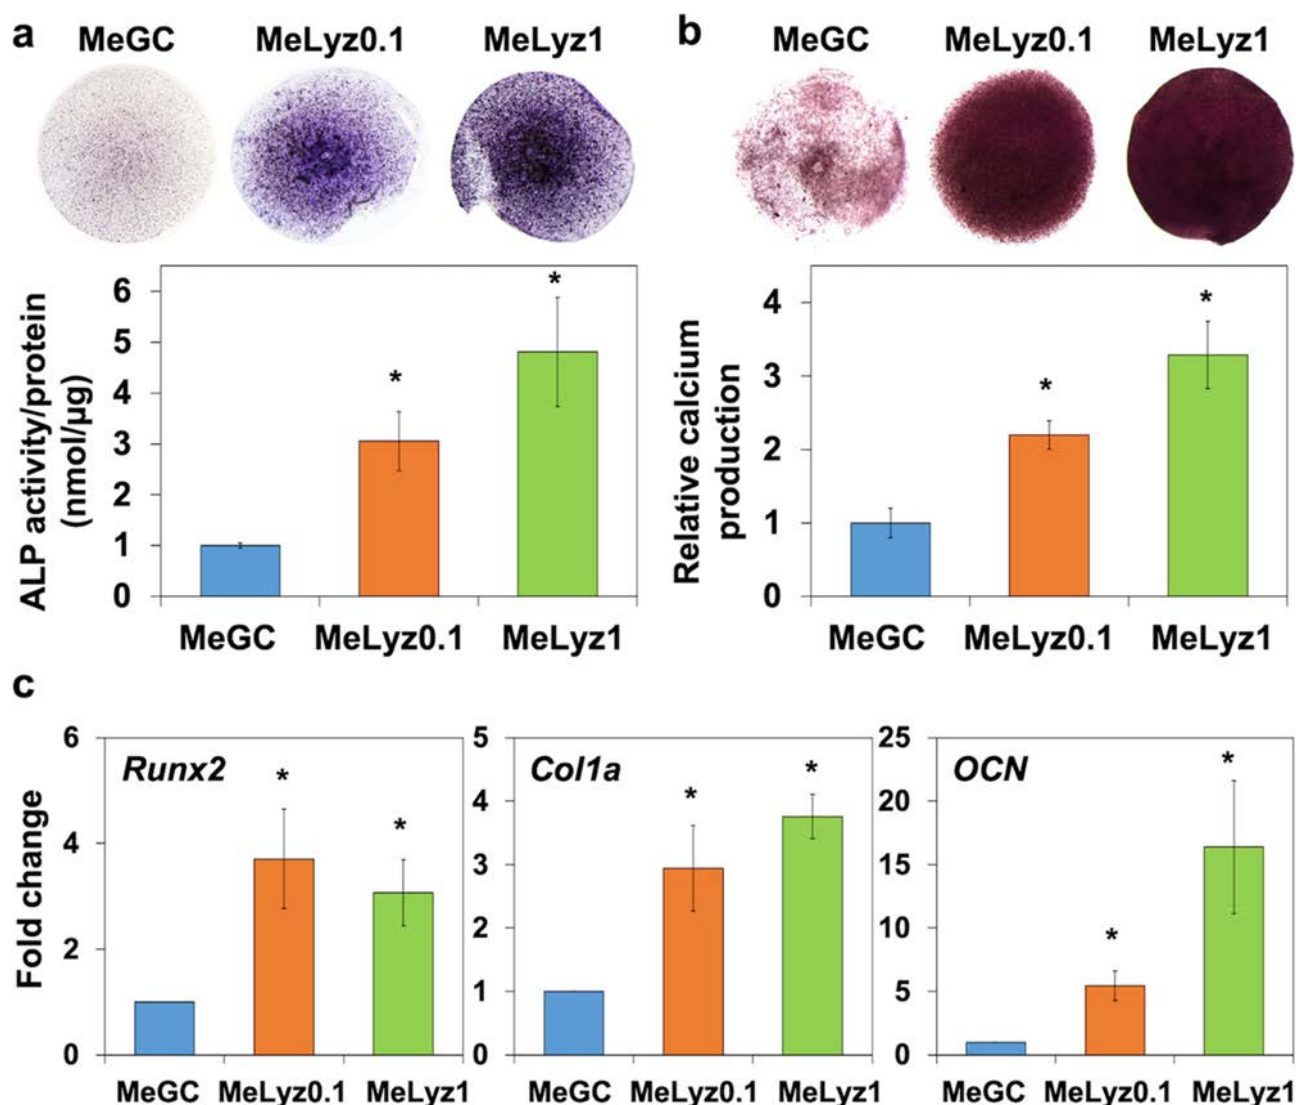 a
MeGC MeLyz0.1 MeLyz1
b
MeGC MeLyz0.1 MeLyz1
ALP activity/protein
(nmol/µg)
6
5
4
3
2
1
0
*
*
MeGC MeLyz0.1 MeLyz1
Relative calcium
production
4
3
2
1
0
*
*
MeGC MeLyz0.1 MeLyz1
c
Fold change
6
4
2
0
Runx2
*
*
MeGC MeLyz0.1 MeLyz1
5
4
3
2
1
0
Col1a
*
*
MeGC MeLyz0.1 MeLyz1
25
20
15
10
5
0
OCN
*
*
MeGC MeLyz0.1 MeLyz1